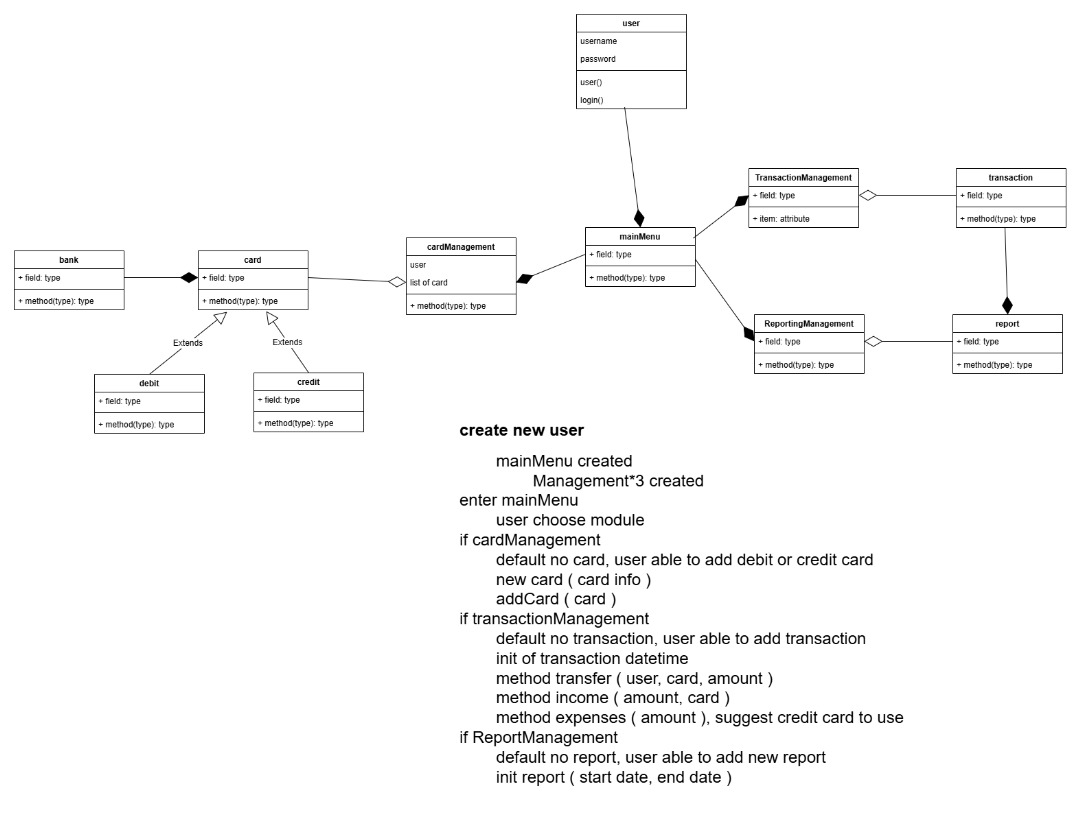 user
username
password
user()
login()
TransactionManagement
+ field: type
+ item: attribute
transaction
+ field: type
+ method(type): type
mainMenu
+ field: type
+ method(type): type
cardManagement
user
list of card
+ method(type): type
bank
+ field: type
+ method(type): type
card
+ field: type
+ method(type): type
Extends
Extends
debit
+ field: type
+ method(type): type
credit
+ field: type
+ method(type): type
ReportingManagement
+ field: type
+ method(type): type
report
+ field: type
+ method(type): type
create new user
mainMenu created
Management*3 created
enter mainMenu
user choose module
if cardManagement
default no card, user able to add debit or credit card
new card ( card info )
addCard ( card )
if transactionManagement
default no transaction, user able to add transaction
init of transaction datetime
method transfer ( user, card, amount )
method income ( amount, card )
method expenses ( amount ), suggest credit card to use
if ReportManagement
default no report, user able to add new report
init report ( start date, end date )